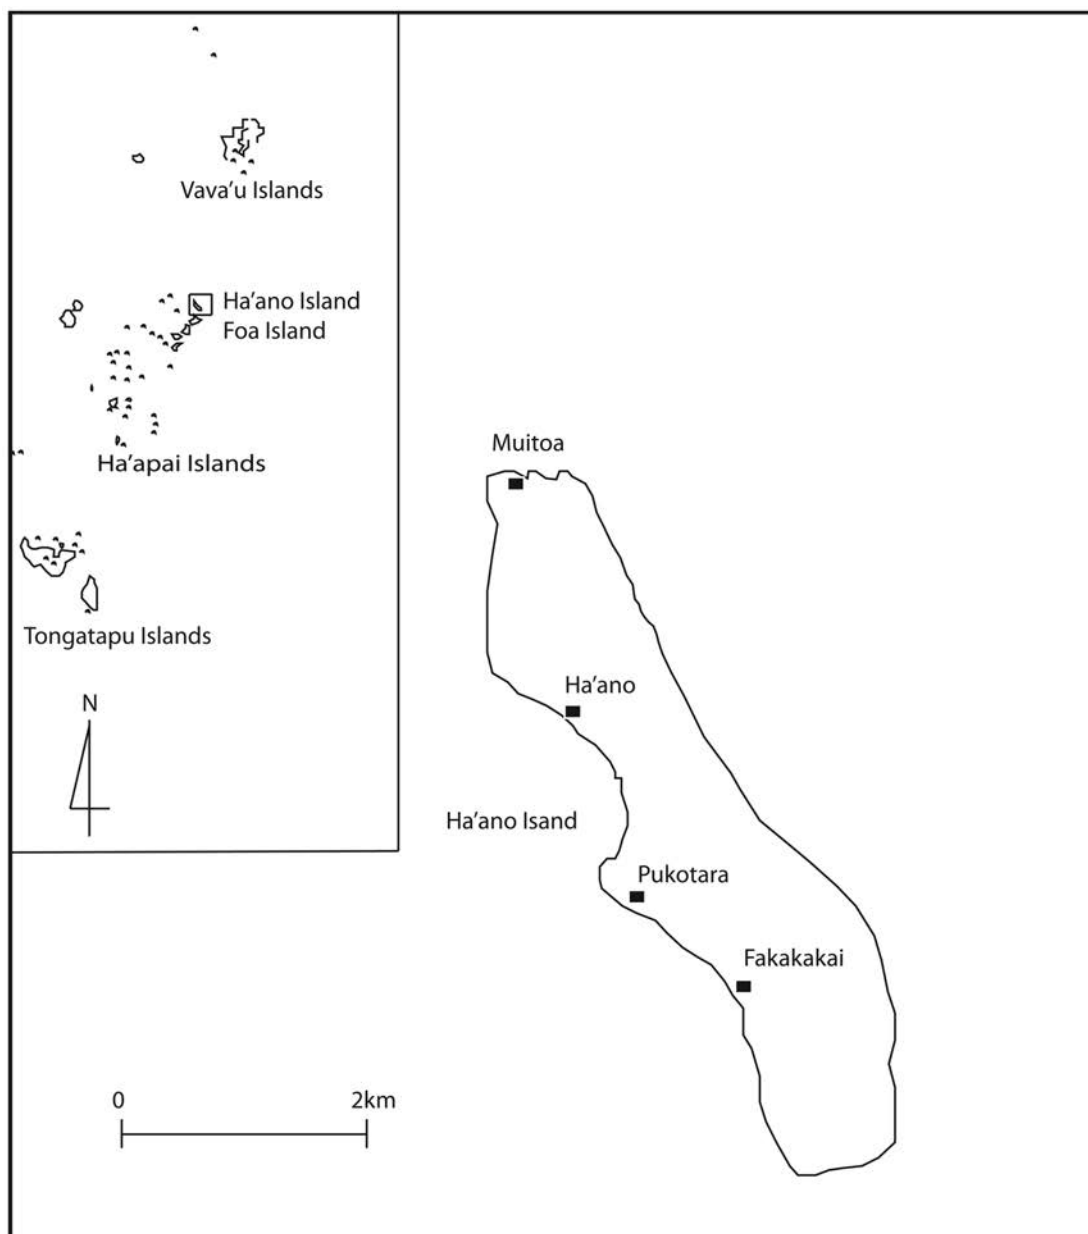 Vava'u Islands
Ha'ano Island
Foa Island
Ha'apai Islands
Tongatapu Islands
N
Muitoa
Ha'ano
Ha'ano Isand
Pukotara
Fakakakai
0 2km